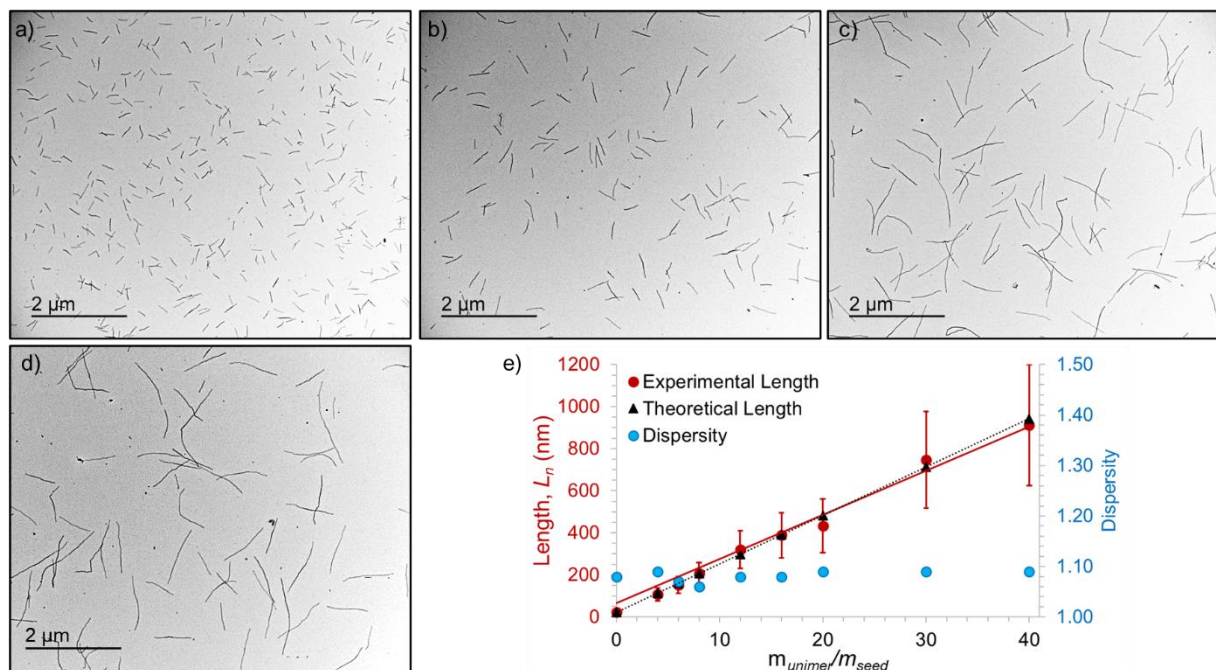 a)
2 µm
b)
2 µm
c)
2 µm
d)
2 µm
e)
Experimental Length
Theoretical Length
Dispersity
Length, Lₙ (nm)
1200
1000
800
600
400
200
0
0
10
20
30
40
m_unimer/m_seed
1.50
1.40
1.30
1.20
1.10
1.00
Dispersity